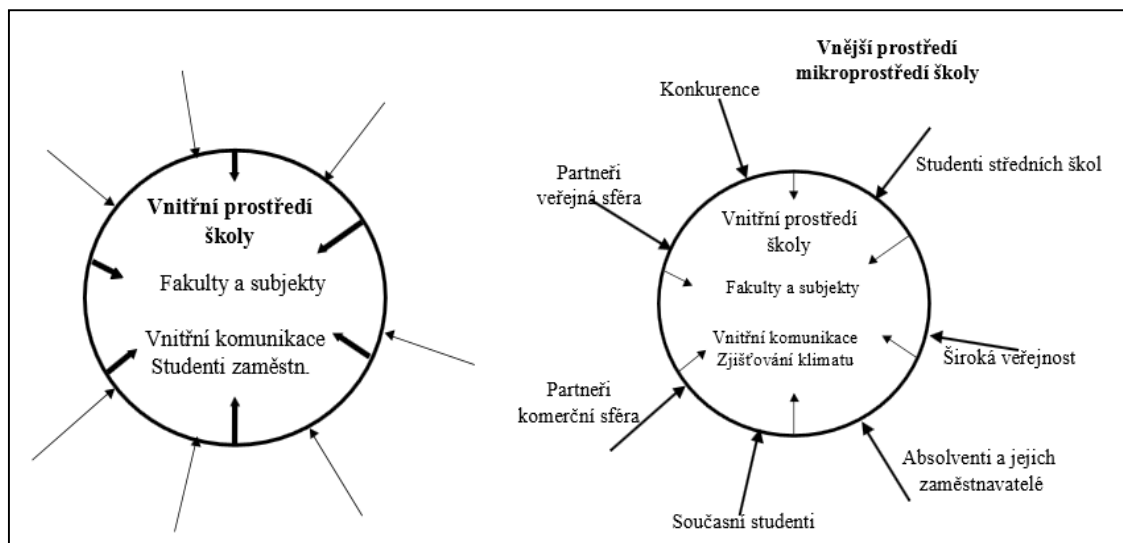 Vnitřní prostředí
školy
Fakulty a subjekty
Vnitřní komunikace
Studenti zaměstn.
Vnější prostředí
mikroprostředí školy
Konkurence
Studenti středních škol
Partneři
veřejná sféra
Vnitřní prostředí
školy
Fakulty a subjekty
Vnitřní komunikace
Zjišťování klimatu
Široká veřejnost
Partneři
komerční sféra
Absolventi a jejich
zaměstnavatelé
Současní studenti